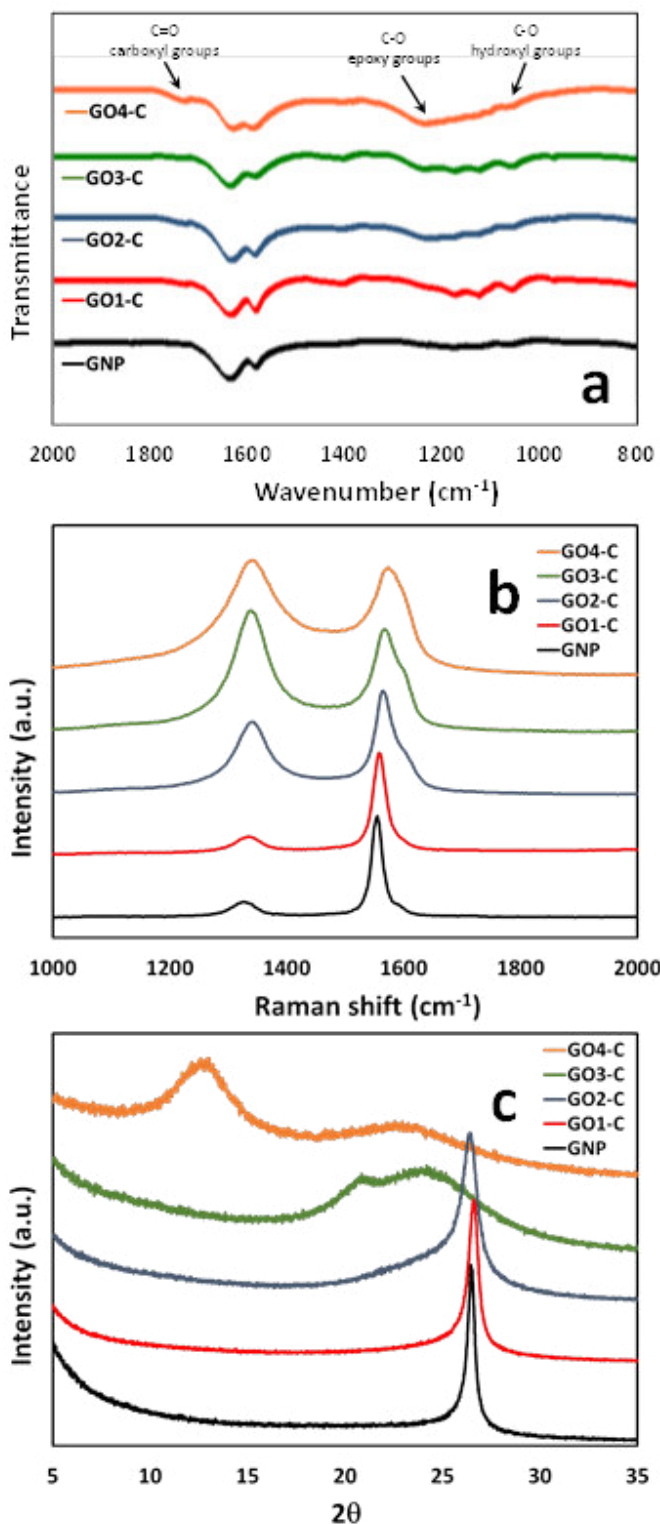 C=O
carboxyl groups
C-O
epoxy groups
C-O
hydroxyl groups
GO4-C
GO3-C
GO2-C
GO1-C
GNP
Transmittance
a
2000 1800 1600 1400 1200 1000 800
Wavenumber (cm⁻¹)
b
GO4-C
GO3-C
GO2-C
GO1-C
GNP
Intensity (a.u.)
1000 1200 1400 1600 1800 2000
Raman shift (cm⁻¹)
c
GO4-C
GO3-C
GO2-C
GO1-C
GNP
Intensity (a.u.)
5 10 15 20 25 30 35
2θ